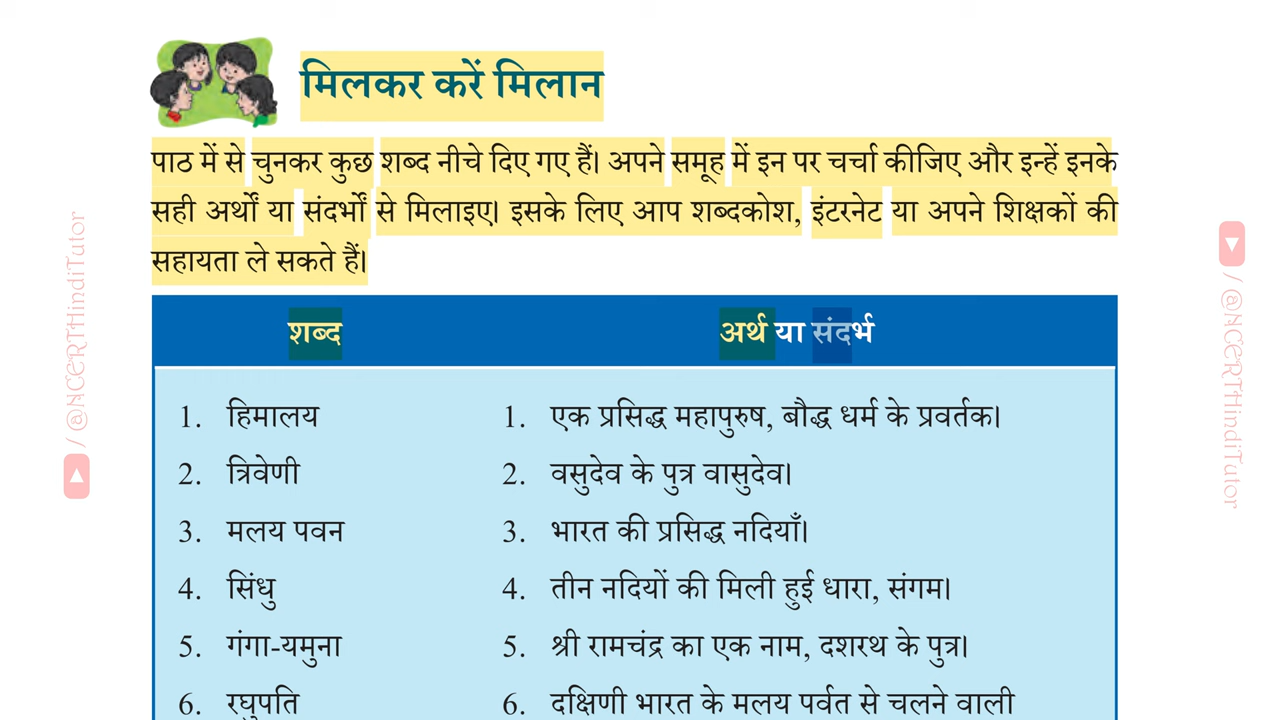 मिलकर करें मिलान
पाठ में से चुनकर कुछ शब्द नीचे दिए गए हैं। अपने समूह में इन पर चर्चा कीजिए और इन्हें इनके
सही अर्थों या संदर्भों से मिलाइए। इसके लिए आप शब्दकोश, इंटरनेट या अपने शिक्षकों की
सहायता ले सकते हैं।
शब्द अर्थ या संदर्भ
1. हिमालय 1. एक प्रसिद्ध महापुरुष, बौद्ध धर्म के प्रवर्तक।
2. त्रिवेणी 2. वसुदेव के पुत्र वासुदेव।
3. मलय पवन 3. भारत की प्रसिद्ध नदियाँ।
4. सिंधु 4. तीन नदियों की मिली हुई धारा, संगम।
5. गंगा-यमुना 5. श्री रामचंद्र का एक नाम, दशरथ के पुत्र।
6. रघुपति 6. दक्षिणी भारत के मलय पर्वत से चलने वाली
/ @NCERTHindiTutor
/ @NCERTHindiTutor